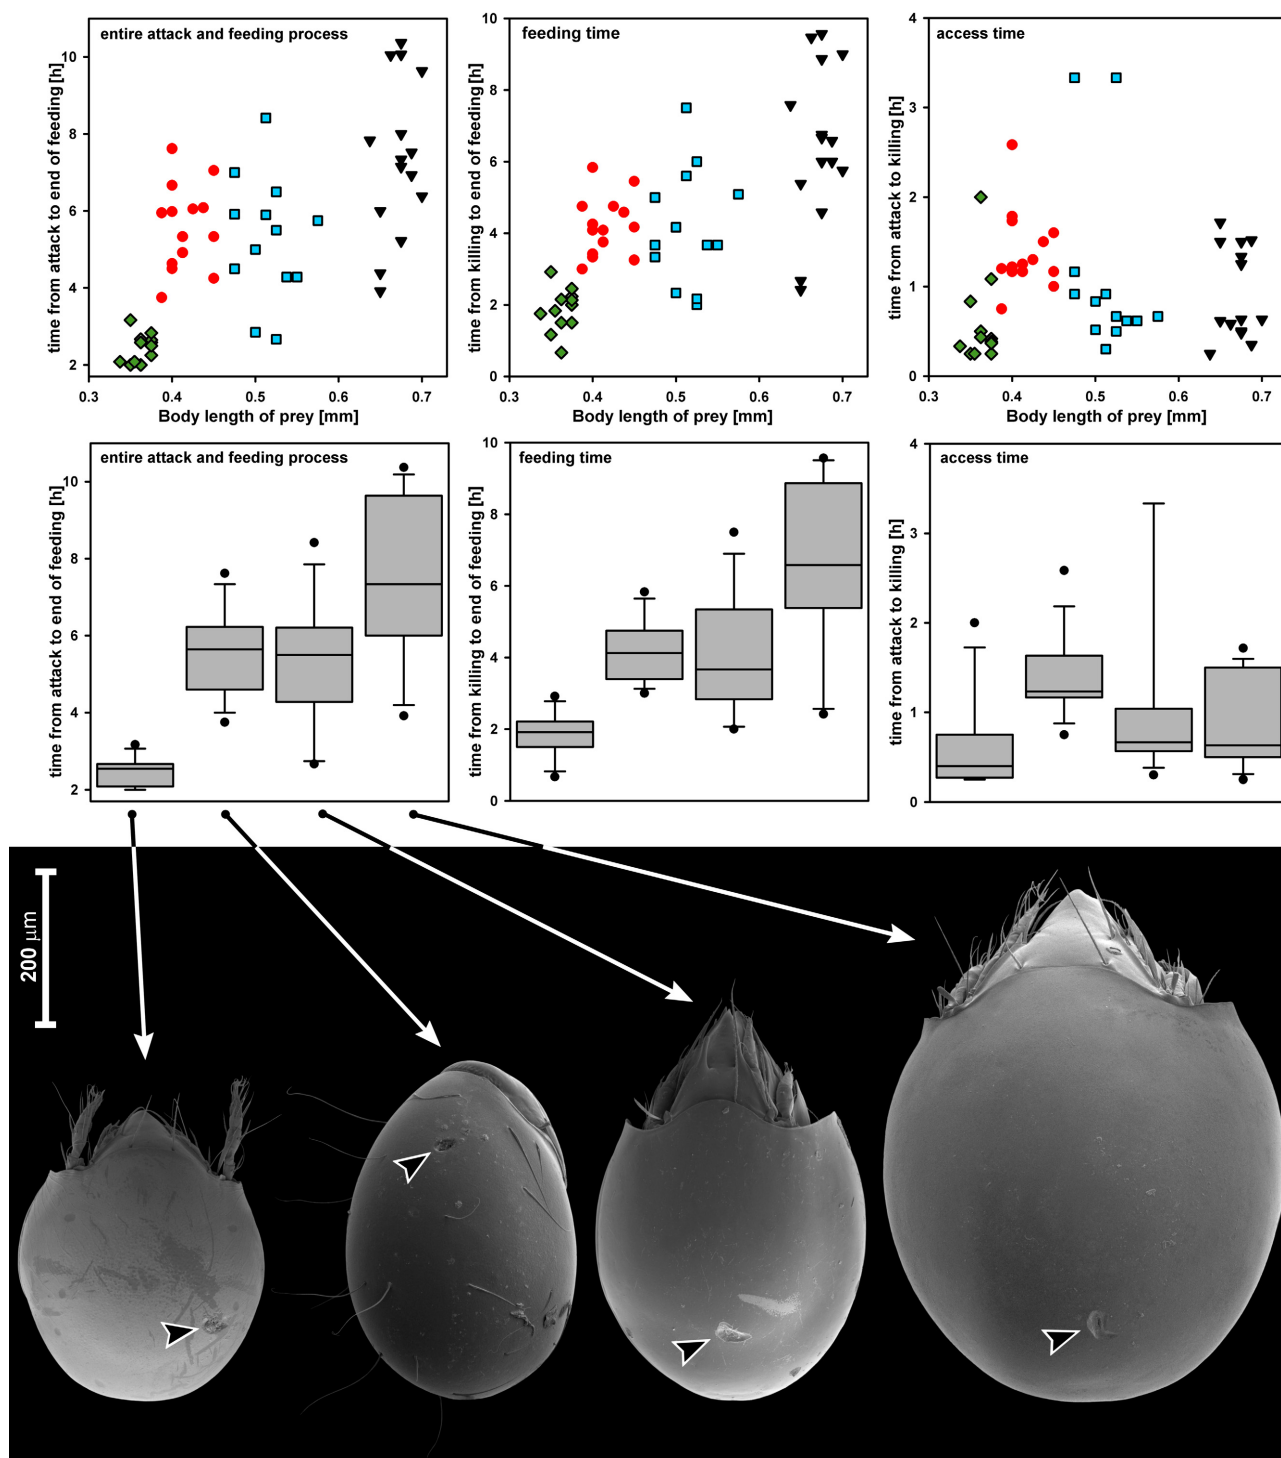 entire attack and feeding process
time from attack to end of feeding[h]
10
8
6
4
2
0.3 0.4 0.5 0.6 0.7
Body length of prey [mm]
feeding time
time from killing to end of feeding [h]
10
8
6
4
2
0
0.3 0.4 0.5 0.6 0.7
Body length of prey [mm]
access time
time from attack to killing [h]
4
3
2
1
0
0.3 0.4 0.5 0.6 0.7
Body length of prey [mm]
entire attack and feeding process
time from attack to end of feeding [h]
10
8
6
4
2
feeding time
time from killing to end of feeding [h]
10
8
6
4
2
0
access time
time from attack to killing [h]
4
3
2
1
0
200 µm